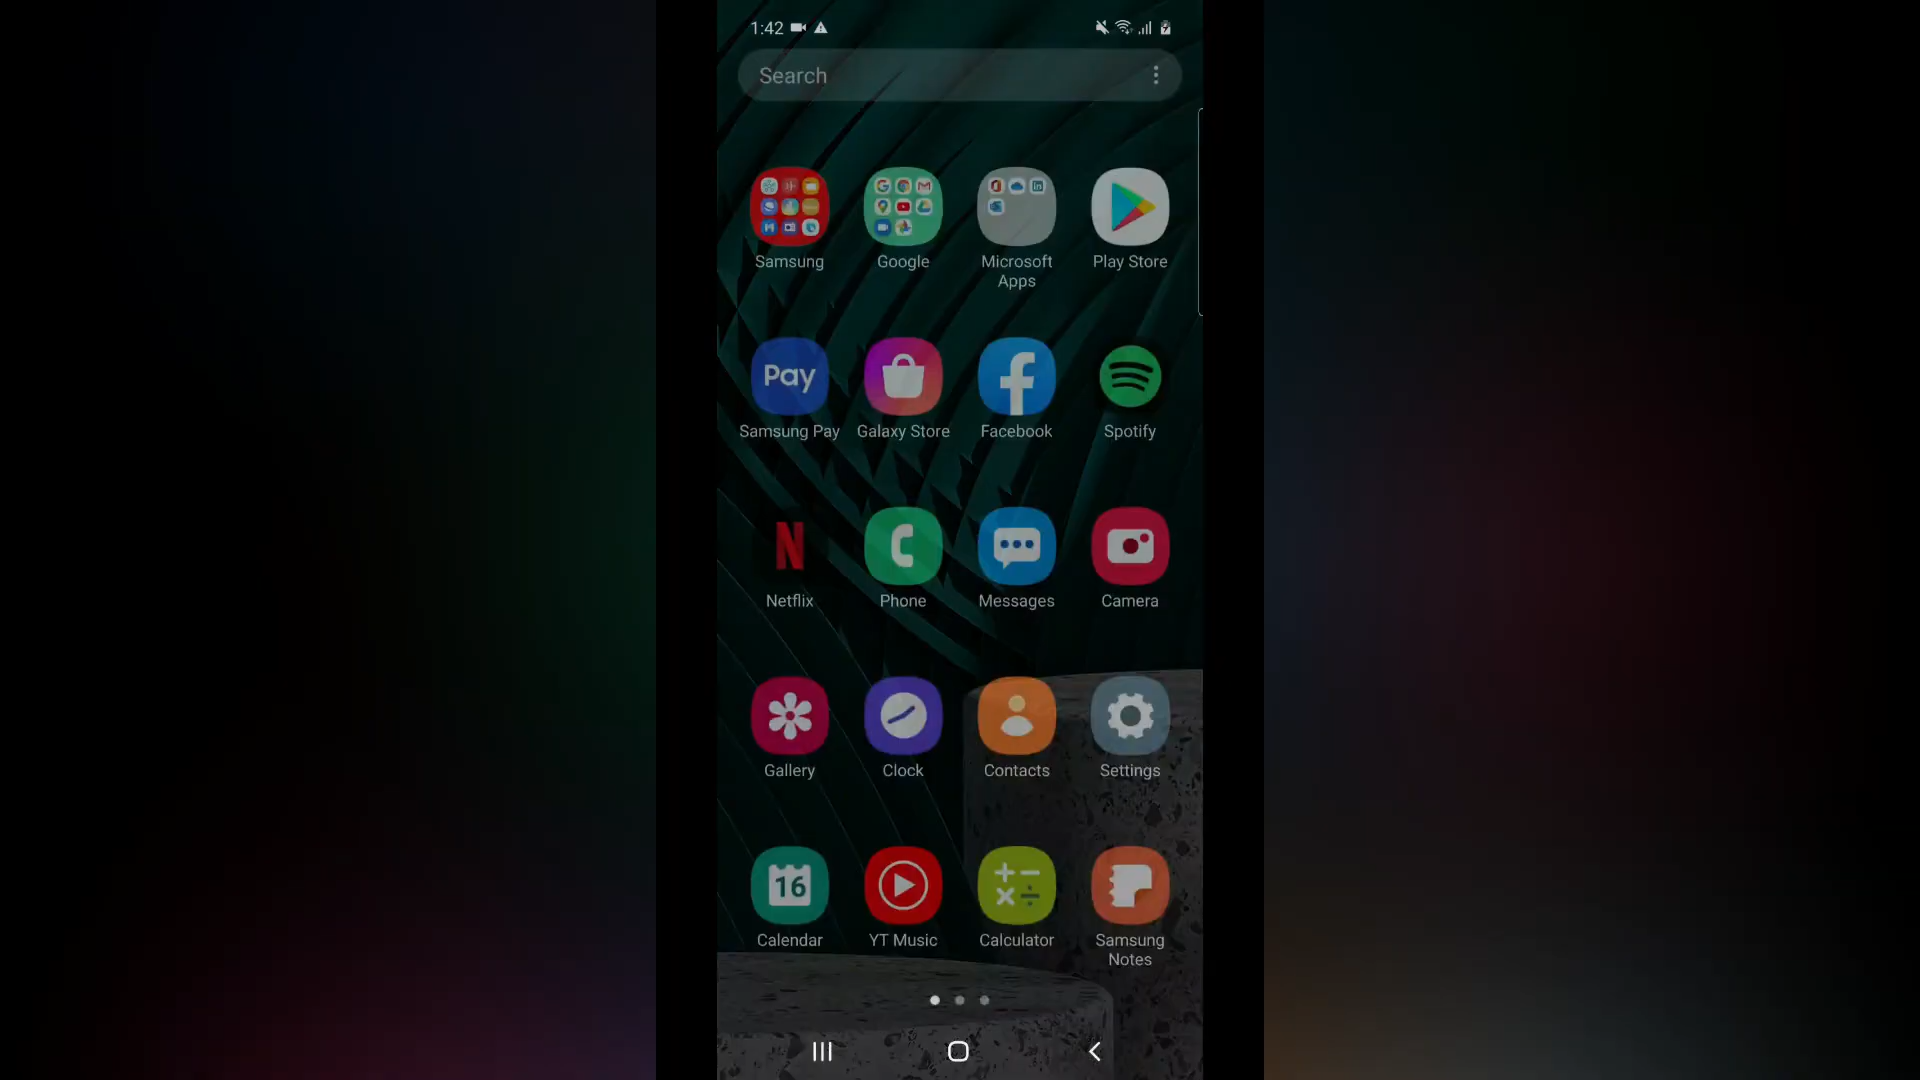 1:42
Search
Samsung
Google
Microsoft
Apps
Play Store
Pay
Samsung Pay
Galaxy Store
Facebook
Spotify
N
Netflix
Phone
Messages
Camera
Gallery
Clock
Contacts
Settings
16
Calendar
YT Music
Calculator
Samsung
Notes